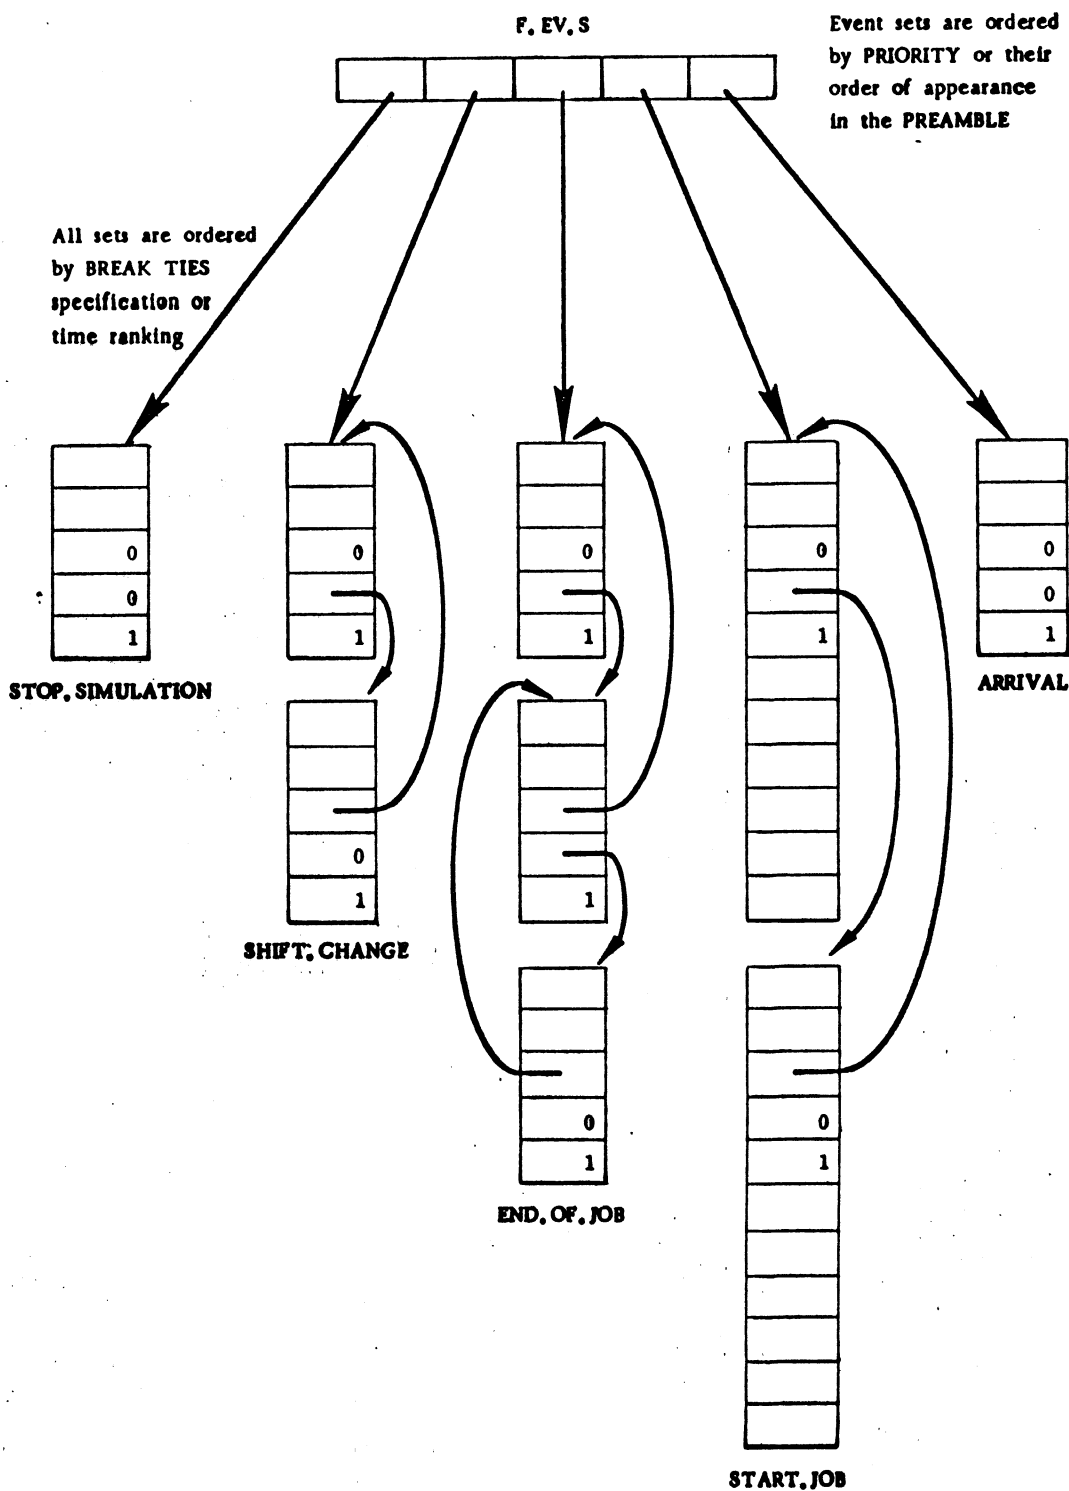 F.EV.S
Event sets are ordered
by PRIORITY or their
order of appearance
in the PREAMBLE
All sets are ordered
by BREAK TIES
specification or
time ranking
0
0
1
STOP.SIMULATION
0
1
0
1
SHIFT.CHANGE
0
1
1
0
1
END.OF.JOB
0
1
0
1
START.JOB
0
0
1
ARRIVAL